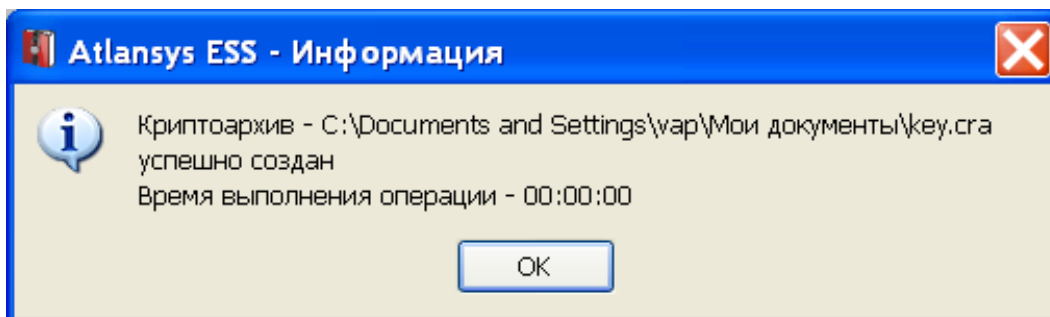 Atlansys ESS - Информация
Криптоархив - C:\Documents and Settings\vap\Мои документы\key.cra
успешно создан
Время выполнения операции - 00:00:00
OK